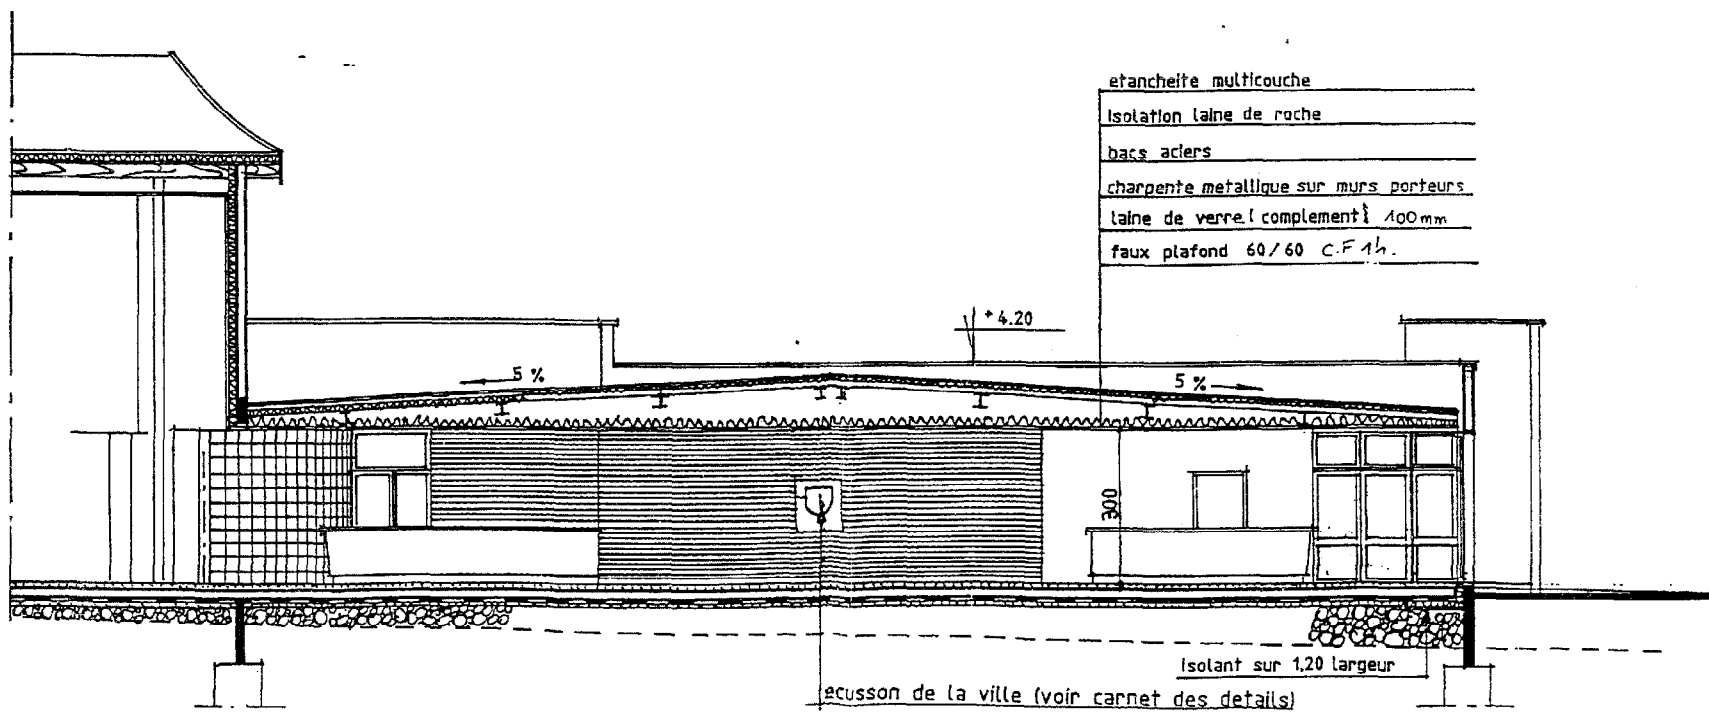 etancheite multicouche
isolation laine de roche
bacs aciers
charpente metallique sur murs porteurs
laine de verre ( complement) 100mm
faux plafond 60/60 C.F 1h.
+4.20
5 %
5 %
300
isolant sur 1,20 largeur
ecusson de la ville (voir carnet des details)